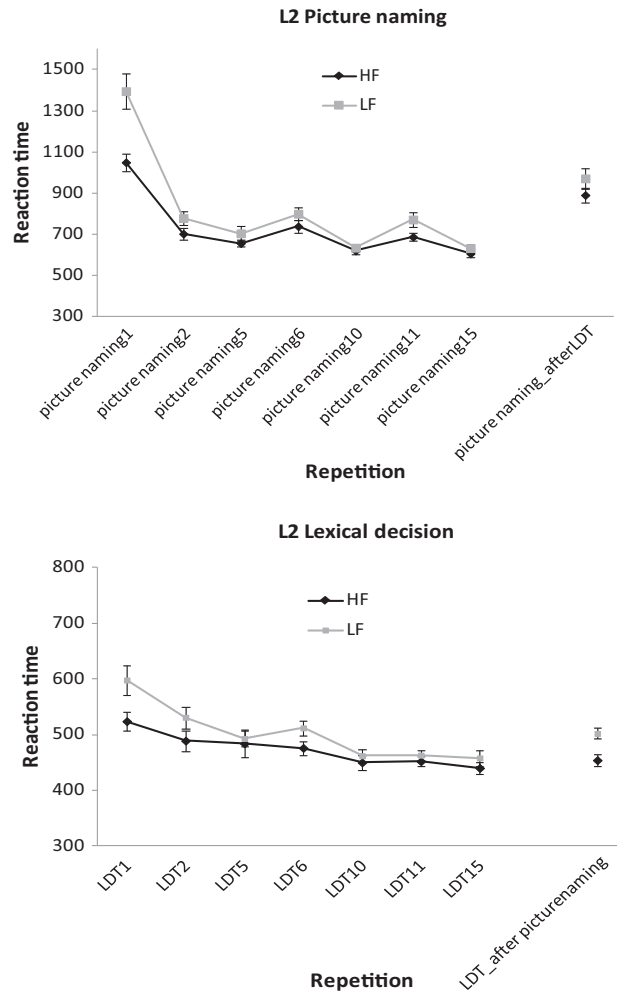 L2 Picture naming
1500
1300
1100
900
700
500
300
Reaction time
HF
LF
picture naming1
picture naming2
picture naming5
picture naming6
picture naming10
picture naming11
picture naming15
picture naming_afterLDT
Repetition
L2 Lexical decision
800
700
600
500
400
300
Reaction time
HF
LF
LDT1
LDT2
LDT5
LDT6
LDT10
LDT11
LDT15
LDT_after picturenaming
Repetition